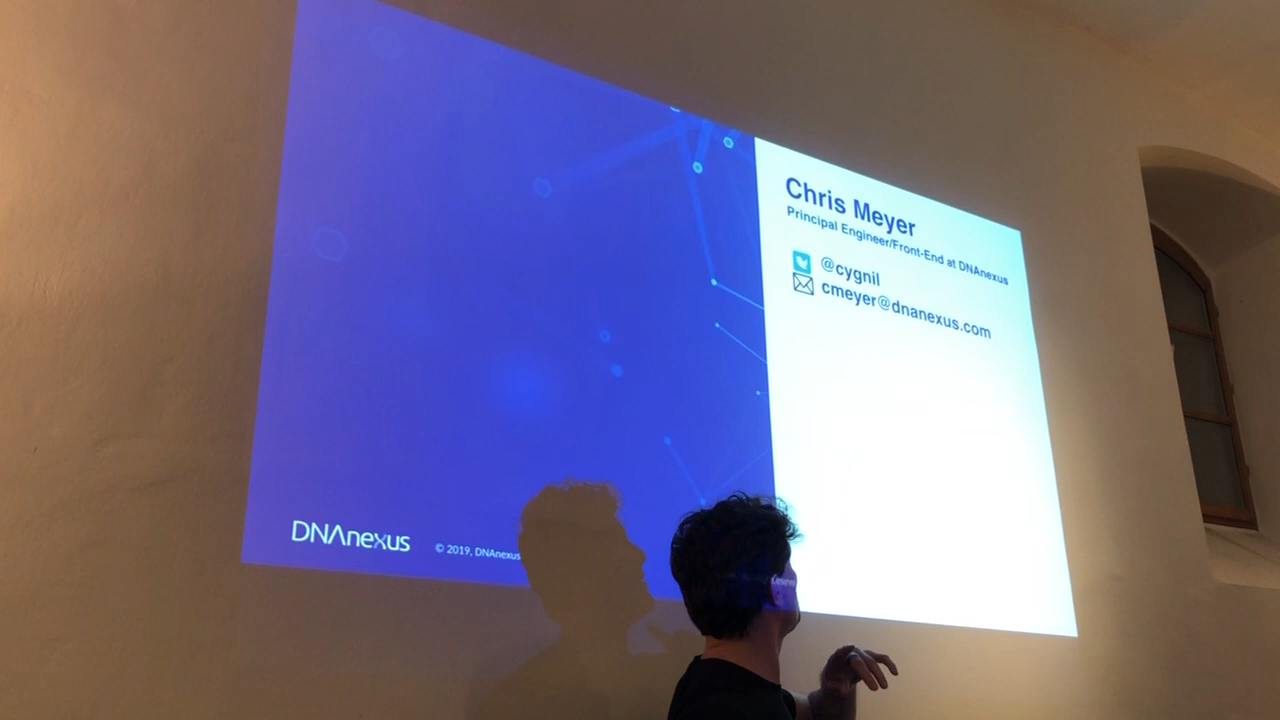 Chris Meyer
Principal Engineer/Front-End at DNAnexus
@cygnil
cmeyer@dnanexus.com
DNAnexus
© 2019, DNAnexus